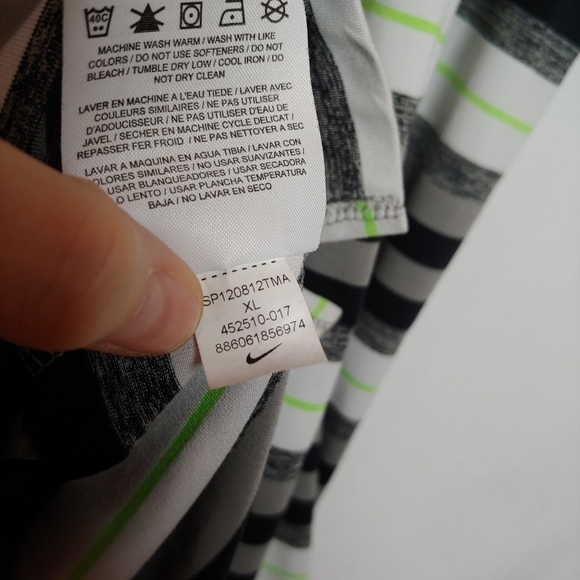 40C
MACHINE WASH WARM / WASH WITH LIKE
COLORS / DO NOT USE SOFTENERS / DO NOT
BLEACH / TUMBLE DRY LOW / COOL IRON / DO
NOT DRY CLEAN
LAVER EN MACHINE A L'EAU TIEDE / LAVER AVEC
COULEURS SIMILAIRES / NE PAS UTILISER
D'ADOUCISSEUR / NE PAS UTILISER D'EAU DE
JAVEL / SECHER EN MACHINE CYCLE DELICAT /
REPASSER FER FROID / NE PAS NETTOYER A SEC
LAVAR A MAQUINA EN AGUA TIBIA / LAVAR CON
OLORES SIMILARES / NO USAR SUAVIZANTES /
USAR BLANQUEADORES / USAR SECADORA
O LENTO / USAR PLANCHA TEMPERATURA
BAJA / NO LAVAR EN SECO
SP120812TMA
XL
452510-017
886061856974